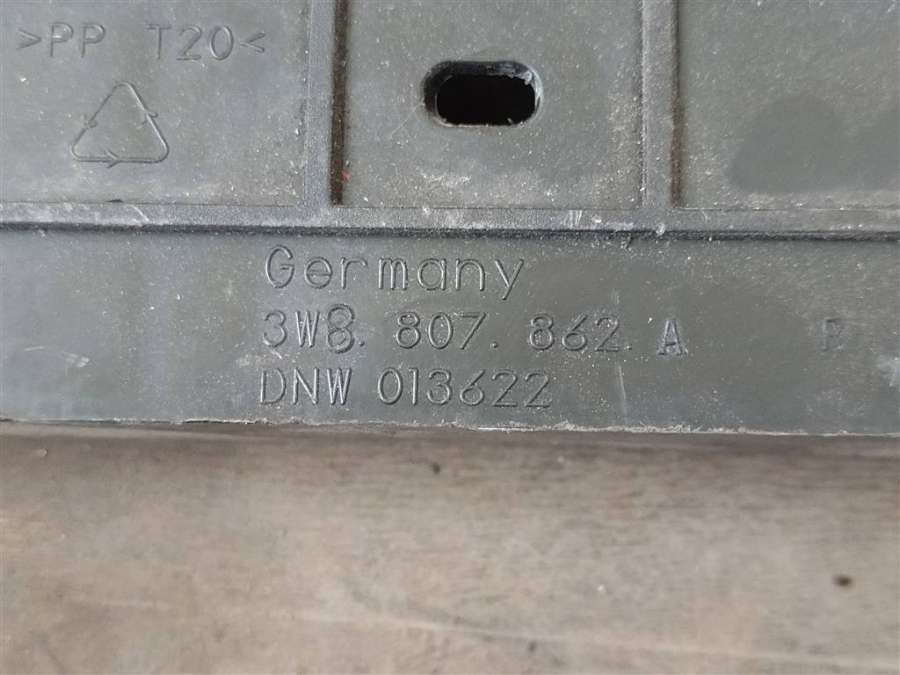 >PP T20<
Germany
3W8. 807. 862. A
DNW 013622